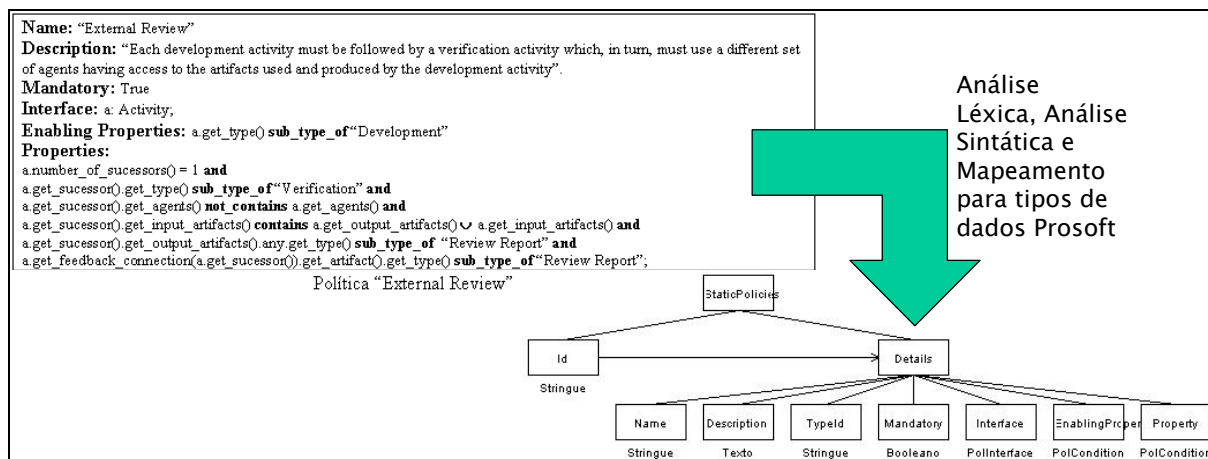 Name: “External Review”
Description: “Each development activity must be followed by a verification activity which, in turn, must use a different set
of agents having access to the artifacts used and produced by the development activity”.
Mandatory: True
Interface: a: Activity;
Enabling Properties: a.get_type() sub_type_of “Development”
Properties:
a.number_of_sucessors() = 1 and
a.get_sucessor().get_type() sub_type_of “Verification” and
a.get_sucessor().get_agents() not_contains a.get_agents() and
a.get_sucessor().get_input_artifacts() contains a.get_output_artifacts() ∪ a.get_input_artifacts() and
a.get_sucessor().get_output_artifacts().any.get_type() sub_type_of “Review Report” and
a.get_feedback_connection(a.get_sucessor()).get_artifact().get_type() sub_type_of “Review Report”;
Política “External Review”
Análise
Léxica, Análise
Sintática e
Mapeamento
para tipos de
dados Prosoft
StaticPolicies
Id
Details
Stringue
Name
Description
TypeId
Mandatory
Interface
EnablingProper
Property
Stringue
Texto
Stringue
Booleano
PolInterface
PolCondition
PolCondition